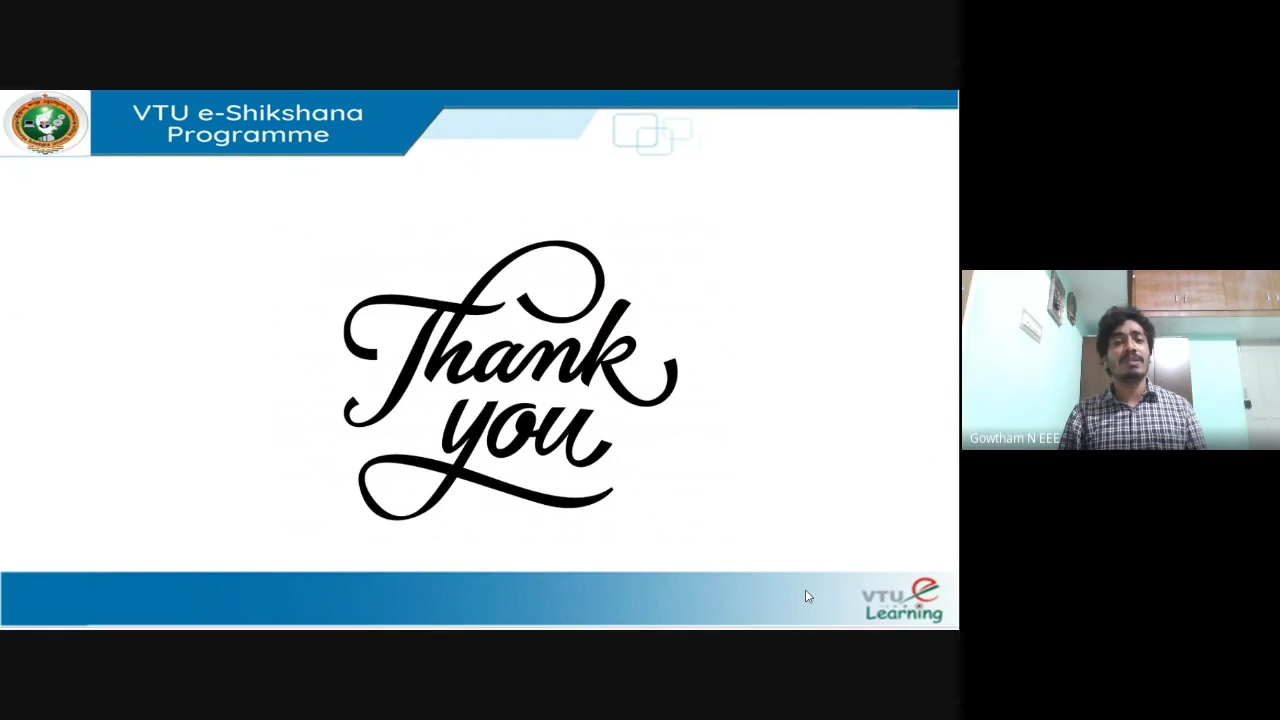 VTU e-Shikshana
Programme
Thank
you
VTU e
Learning
Gowtham N EEE